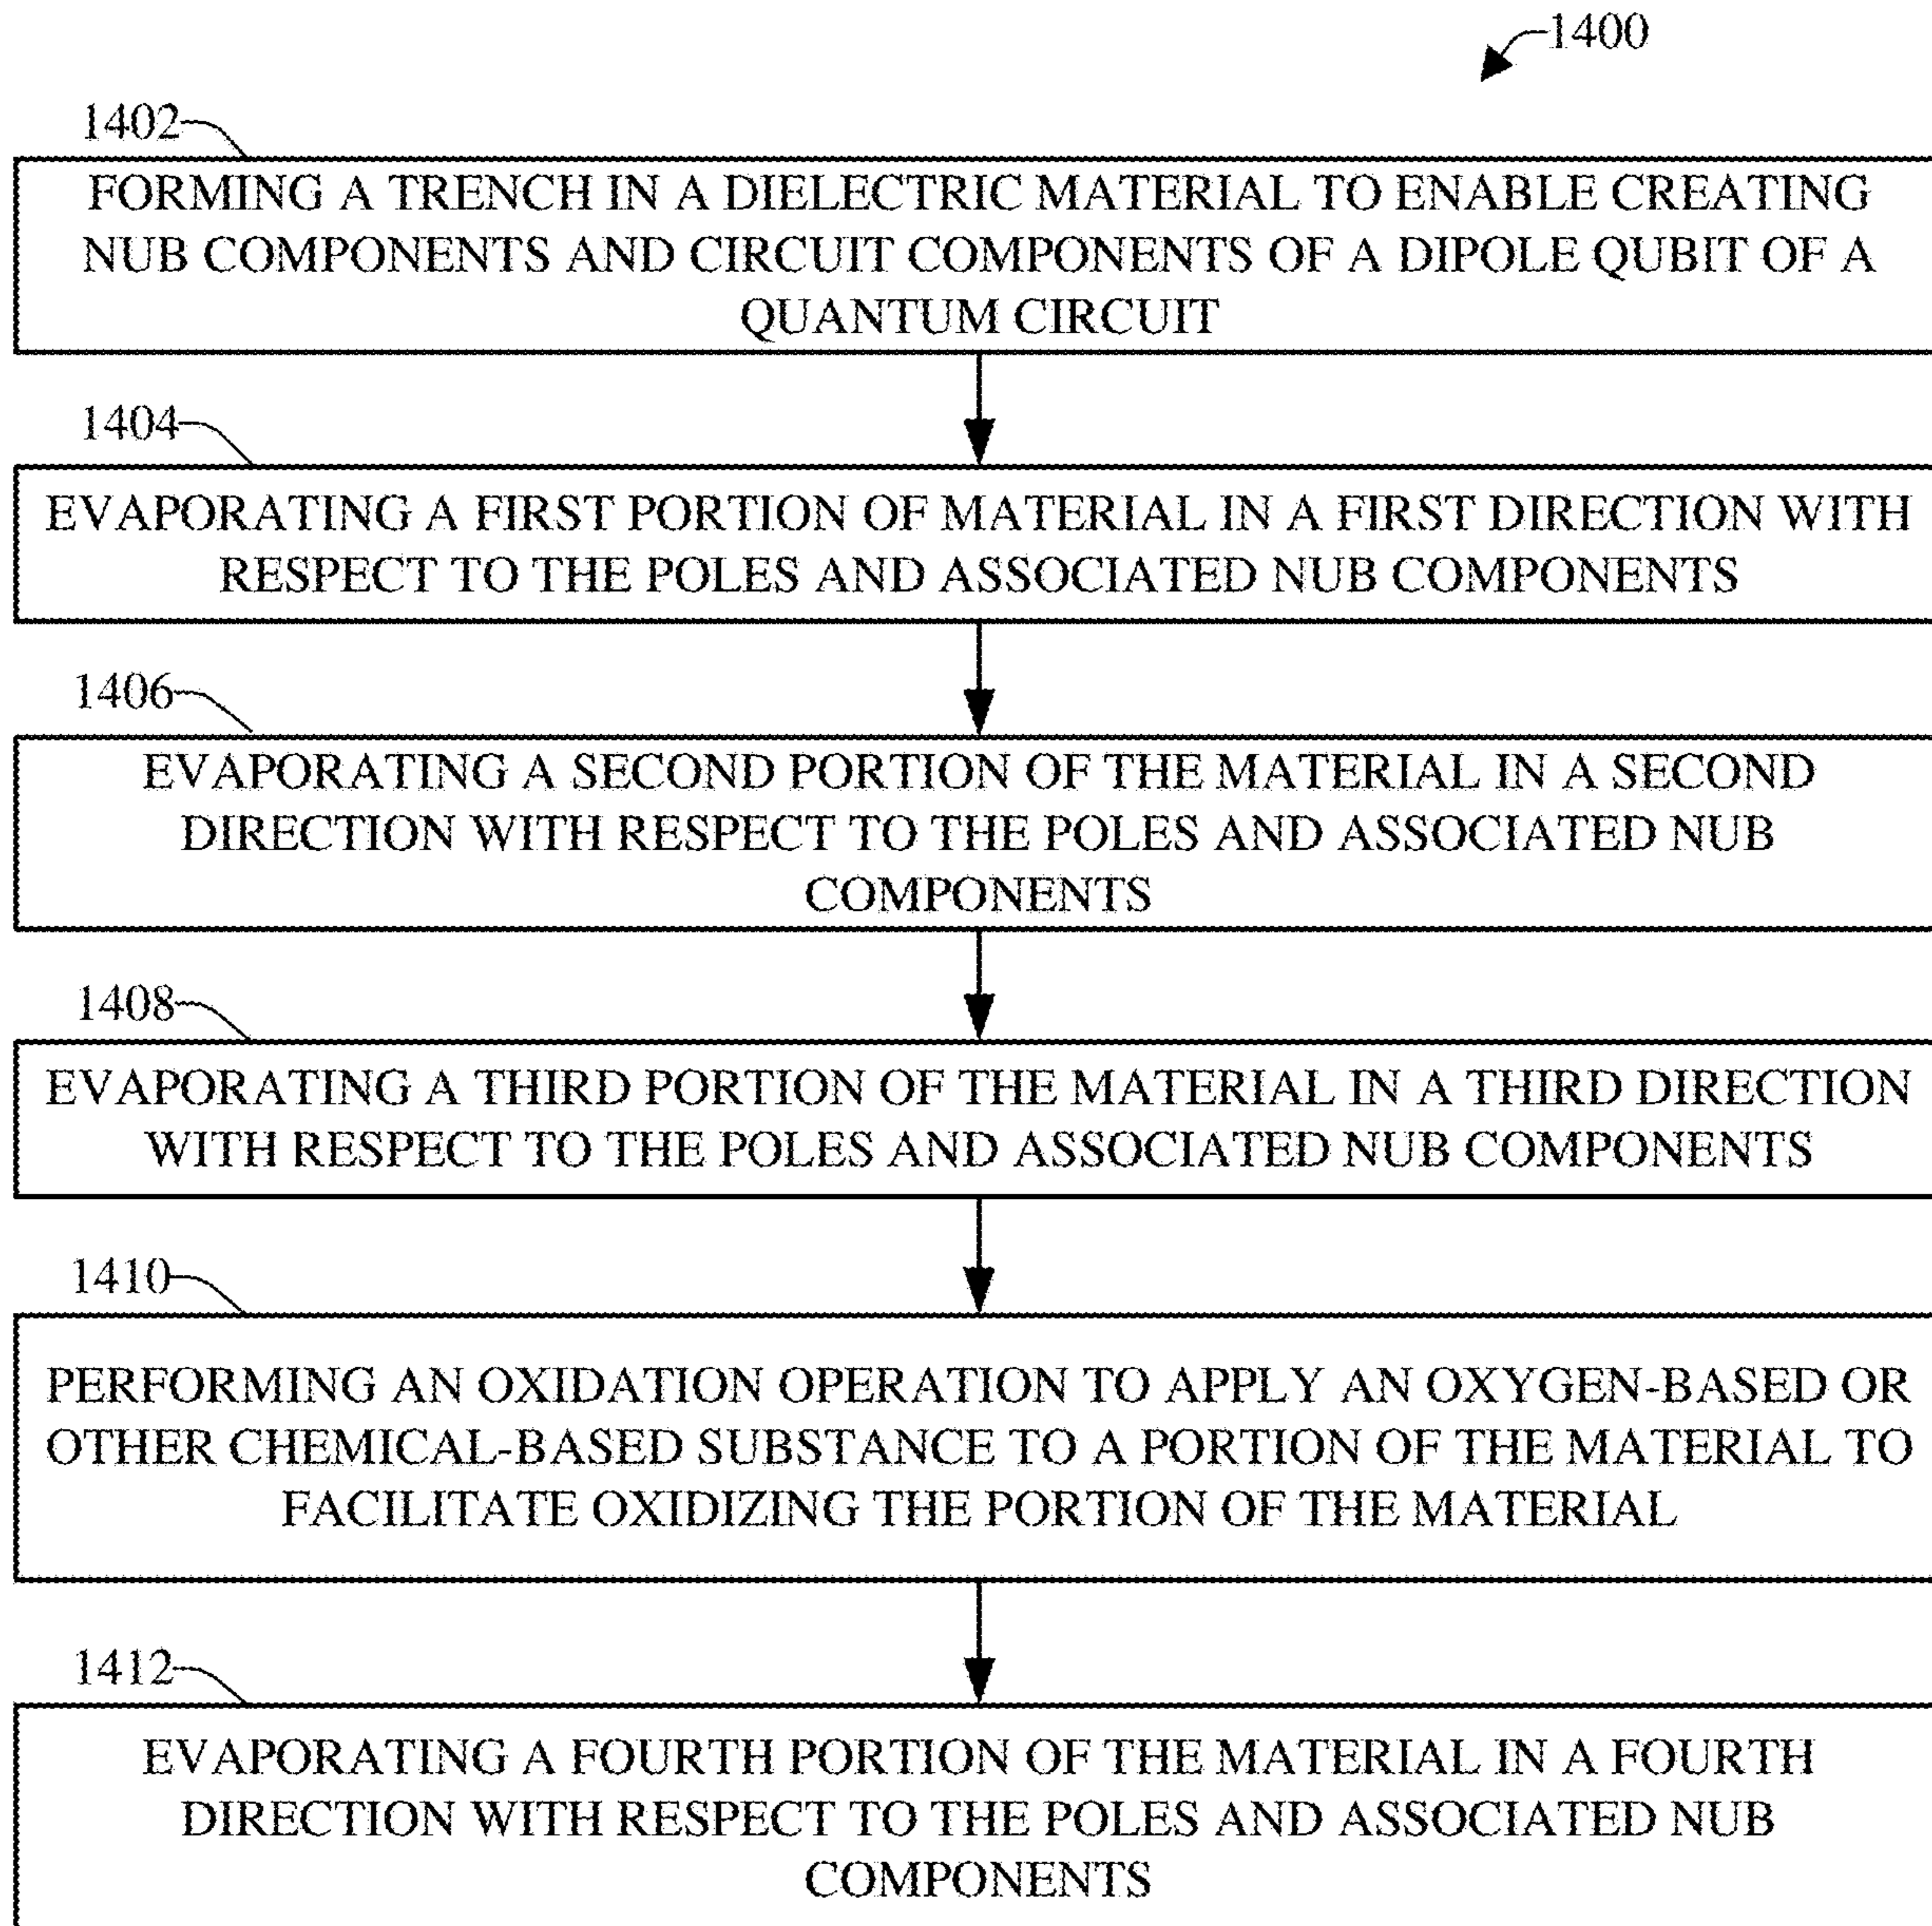 1400
1402
FORMING A TRENCH IN A DIELECTRIC MATERIAL TO ENABLE CREATING
NUB COMPONENTS AND CIRCUIT COMPONENTS OF A DIPOLE QUBIT OF A
QUANTUM CIRCUIT
1404
EVAPORATING A FIRST PORTION OF MATERIAL IN A FIRST DIRECTION WITH
RESPECT TO THE POLES AND ASSOCIATED NUB COMPONENTS
1406
EVAPORATING A SECOND PORTION OF THE MATERIAL IN A SECOND
DIRECTION WITH RESPECT TO THE POLES AND ASSOCIATED NUB
COMPONENTS
1408
EVAPORATING A THIRD PORTION OF THE MATERIAL IN A THIRD DIRECTION
WITH RESPECT TO THE POLES AND ASSOCIATED NUB COMPONENTS
1410
PERFORMING AN OXIDATION OPERATION TO APPLY AN OXYGEN-BASED OR
OTHER CHEMICAL-BASED SUBSTANCE TO A PORTION OF THE MATERIAL TO
FACILITATE OXIDIZING THE PORTION OF THE MATERIAL
1412
EVAPORATING A FOURTH PORTION OF THE MATERIAL IN A FOURTH
DIRECTION WITH RESPECT TO THE POLES AND ASSOCIATED NUB
COMPONENTS